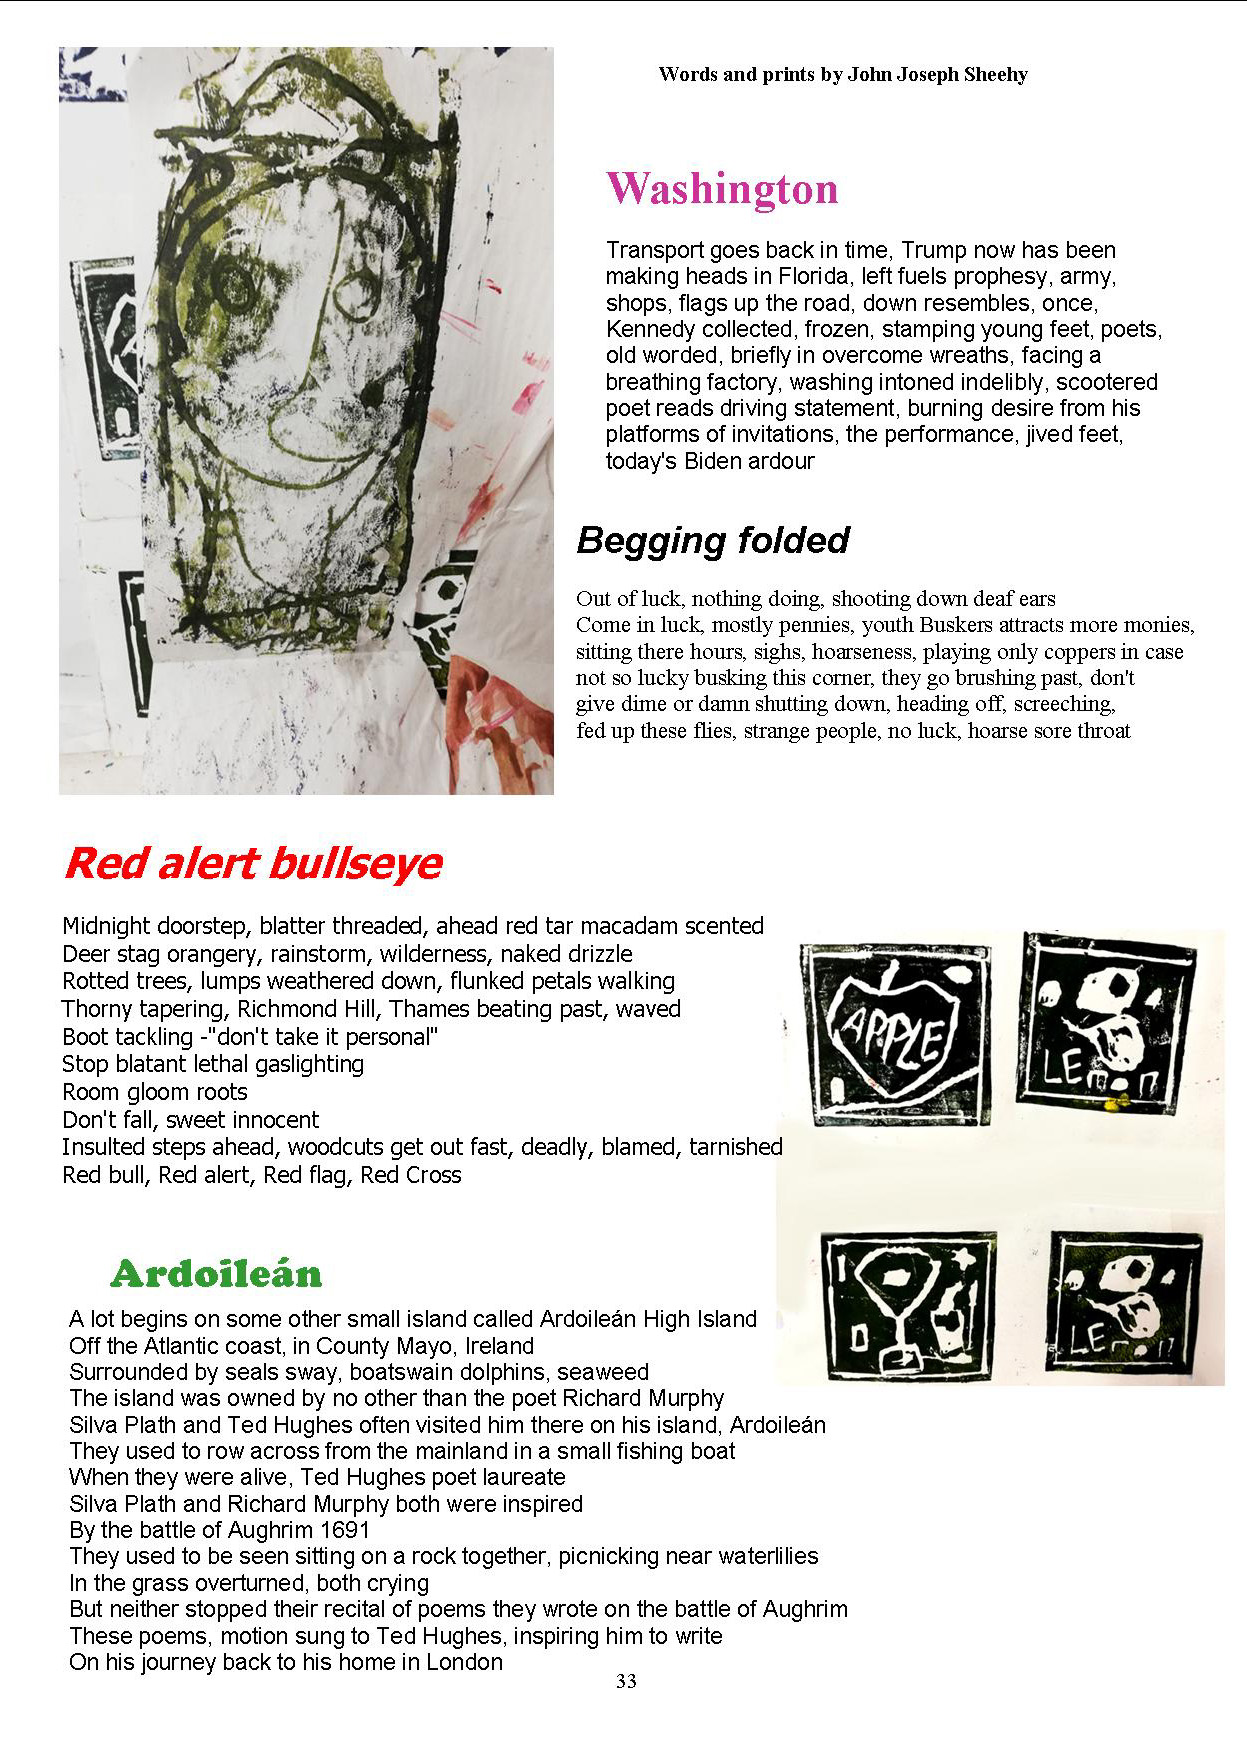 Words and prints by John Joseph Sheehy
Washington
Transport goes back in time, Trump now has been
making heads in Florida, left fuels prophesy, army,
shops, flags up the road, down resembles, once,
Kennedy collected, frozen, stamping young feet, poets,
old worded, briefly in overcome wreaths, facing a
breathing factory, washing intoned indelibly, scootered
poet reads driving statement, burning desire from his
platforms of invitations, the performance, jived feet,
today's Biden ardour
Begging folded
Out of luck, nothing doing, shooting down deaf ears
Come in luck, mostly pennies, youth Buskers attracts more monies,
sitting there hours, sighs, hoarseness, playing only coppers in case
not so lucky busking this corner, they go brushing past, don't
give dime or damn shutting down, heading off, screeching,
fed up these flies, strange people, no luck, hoarse sore throat
Red alert bullseye
Midnight doorstep, blatter threaded, ahead red tar macadam scented
Deer stag orangery, rainstorm, wilderness, naked drizzle
Rotted trees, lumps weathered down, flunked petals walking
Thorny tapering, Richmond Hill, Thames beating past, waved
Boot tackling -"don't take it personal"
Stop blatant lethal gaslighting
Room gloom roots
Don't fall, sweet innocent
Insulted steps ahead, woodcuts get out fast, deadly, blamed, tarnished
Red bull, Red alert, Red flag, Red Cross
APPLE
LEmon
LEmon
Ardoileán
A lot begins on some other small island called Ardoileán High Island
Off the Atlantic coast, in County Mayo, Ireland
Surrounded by seals sway, boatswain dolphins, seaweed
The island was owned by no other than the poet Richard Murphy
Silva Plath and Ted Hughes often visited him there on his island, Ardoileán
They used to row across from the mainland in a small fishing boat
When they were alive, Ted Hughes poet laureate
Silva Plath and Richard Murphy both were inspired
By the battle of Aughrim 1691
They used to be seen sitting on a rock together, picnicking near waterlilies
In the grass overturned, both crying
But neither stopped their recital of poems they wrote on the battle of Aughrim
These poems, motion sung to Ted Hughes, inspiring him to write
On his journey back to his home in London
33